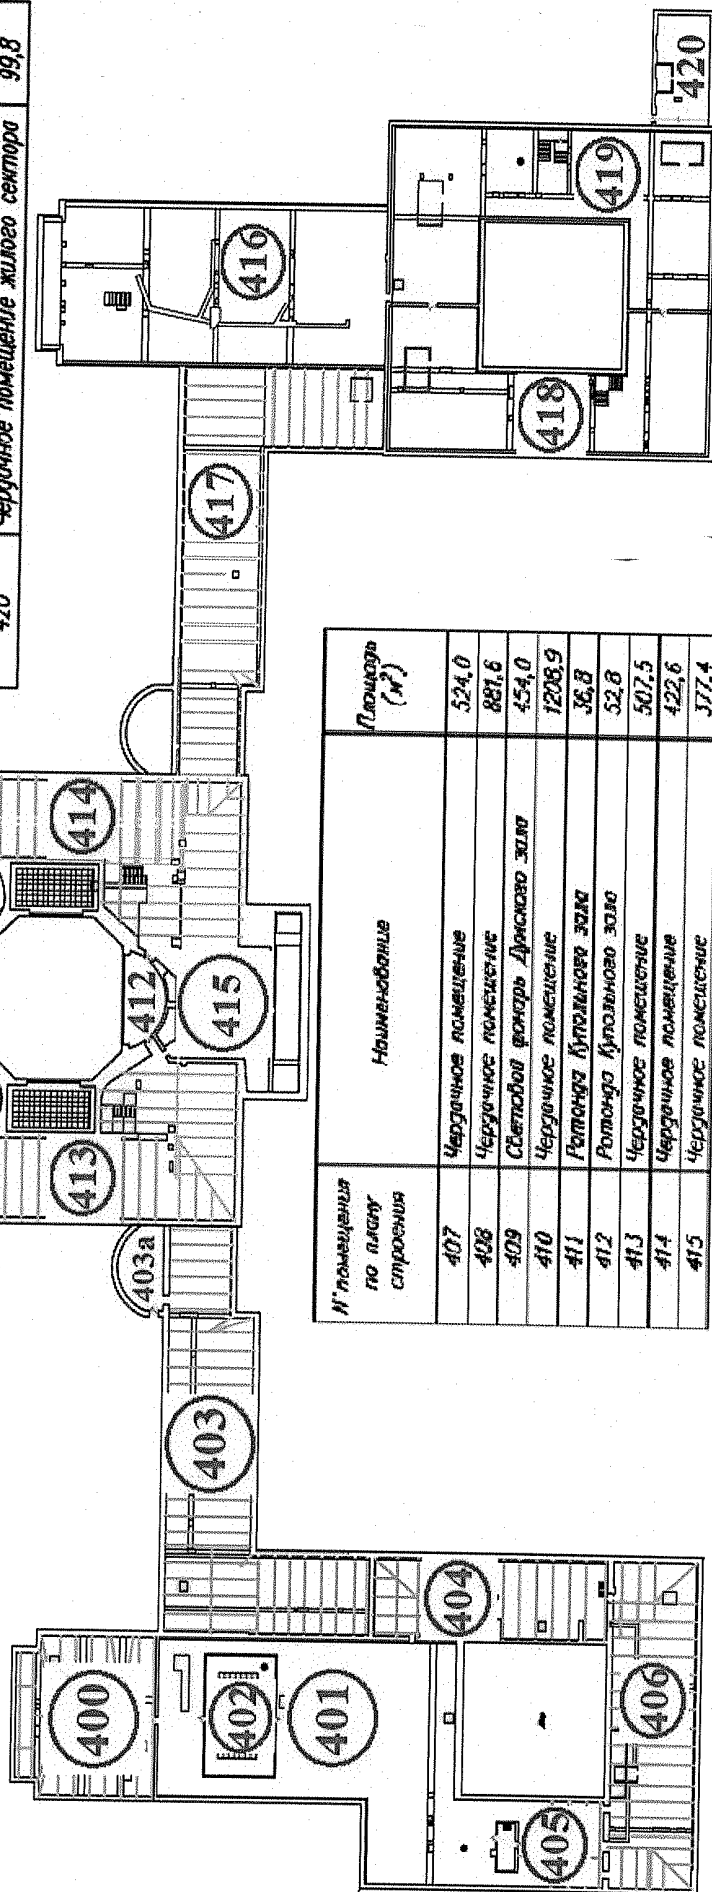 420 Чердачное помещение жилого сектора 99,8
400
401
402
403
403а
404
405
406
412
413
414
415
416
417
418
419
420
N° помещения по плану строения Наименование Площадь (м²)
407 Чердачное помещение 524,0
408 Чердачное помещение 881,6
409 Световой фонарь Думского зала 454,0
410 Чердачное помещение 1208,9
411 Ротонда Купольного зала 36,8
412 Ротонда Купольного зала 52,8
413 Чердачное помещение 507,5
414 Чердачное помещение 422,6
415 Чердачное помещение 377,4